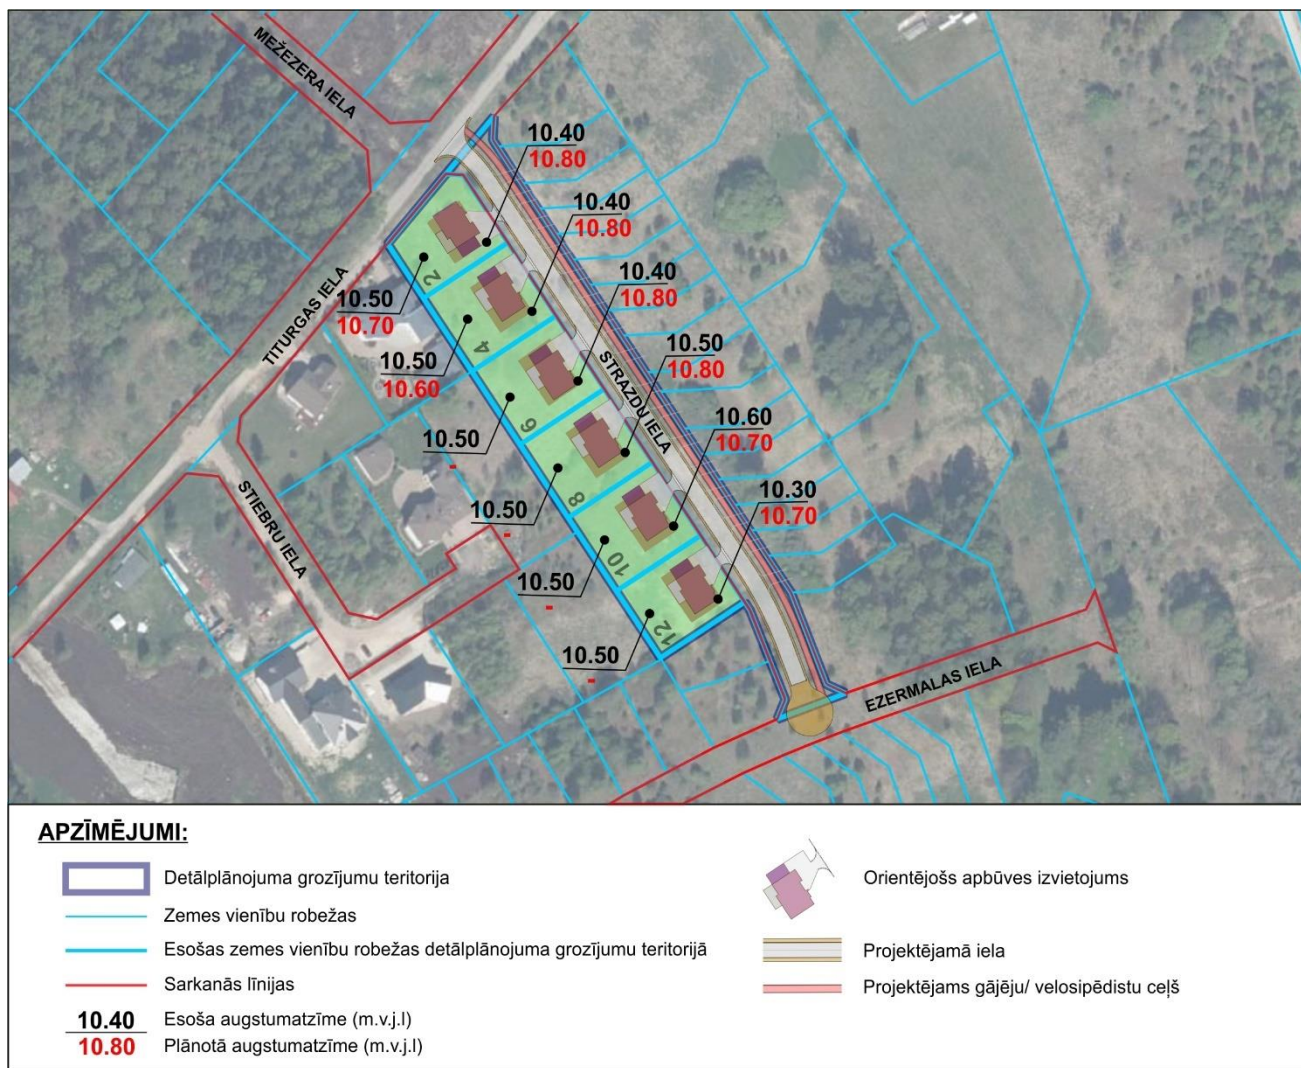 MEŽEZERA IELA
10.40
10.80
10.40
10.80
2
TITURGAS IELA
10.50
10.70
10.40
10.80
4
10.50
10.60
STRAZDU IELA
10.50
10.80
6
10.50
-
10.60
10.70
8
STIEBRU IELA
10.50
-
10.30
10.70
10
10.50
-
12
10.50
-
EZERMALAS IELA
APZĪMĒJUMI:
Detālplānojuma grozījumu teritorija
Zemes vienību robežas
Esošas zemes vienību robežas detālplānojuma grozījumu teritorijā
Sarkanās līnijas
10.40 Esoša augstumatzīme (m.v.j.l)
10.80 Plānotā augstumatzīme (m.v.j.l)
Orientējošs apbūves izvietojums
Projektējamā iela
Projektējams gājēju/ velosipēdistu ceļš